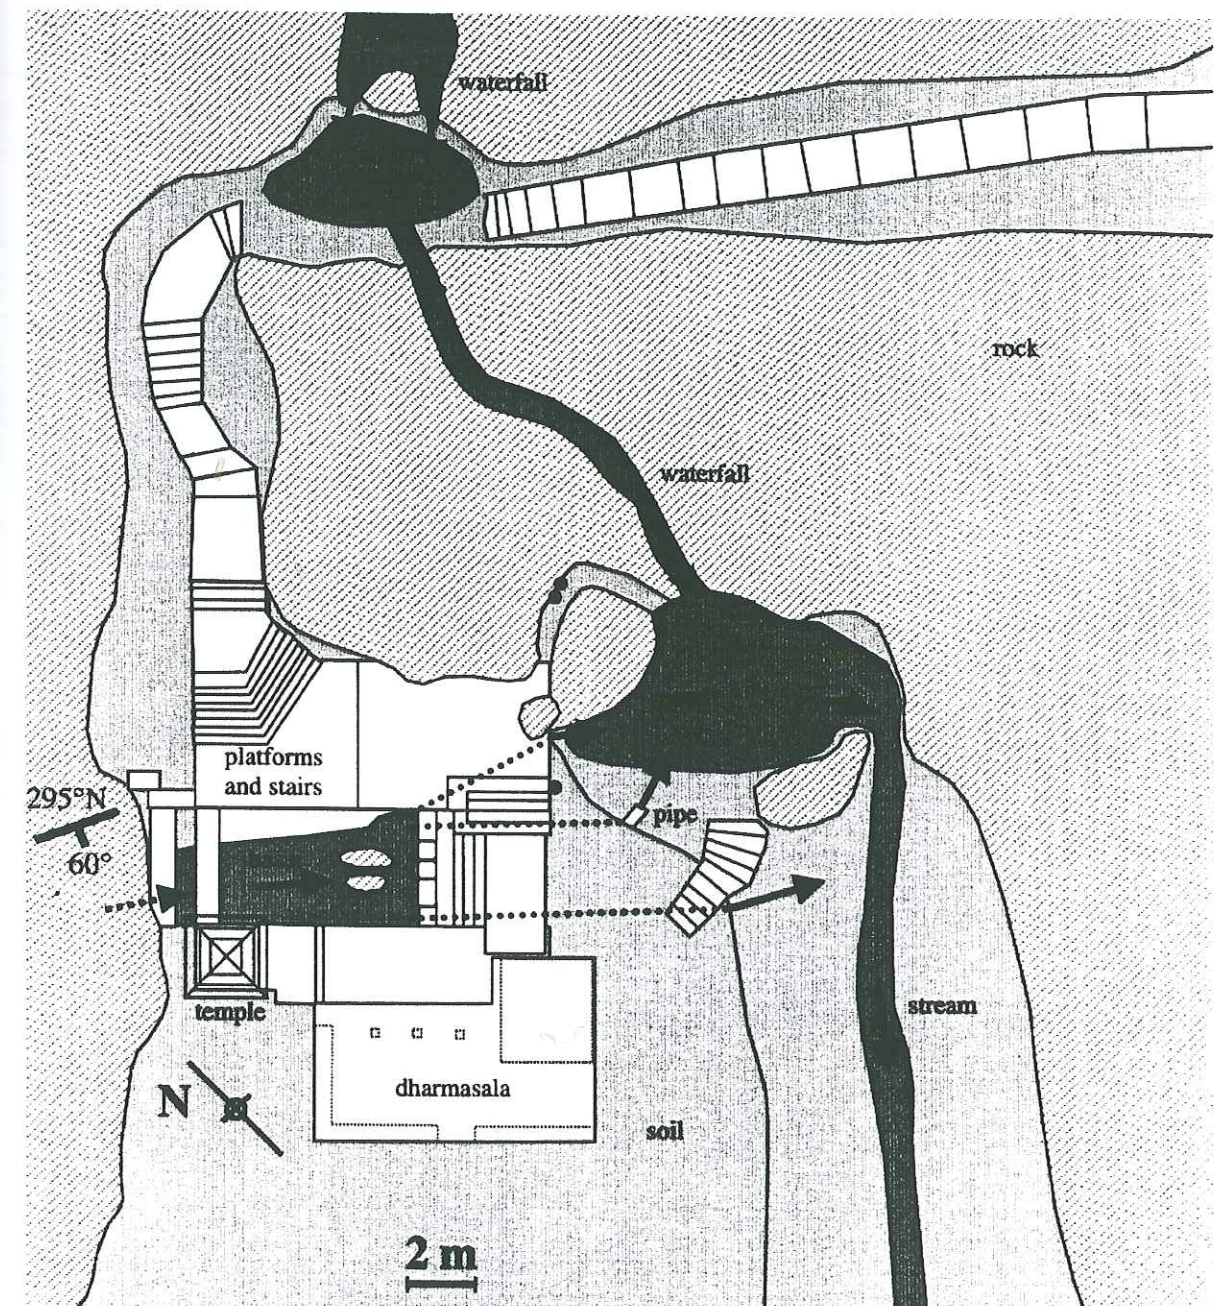 waterfall
rock
waterfall
platforms
and stairs
295°N
pipe
60°
stream
temple
N
dharmasala
soil
2 m